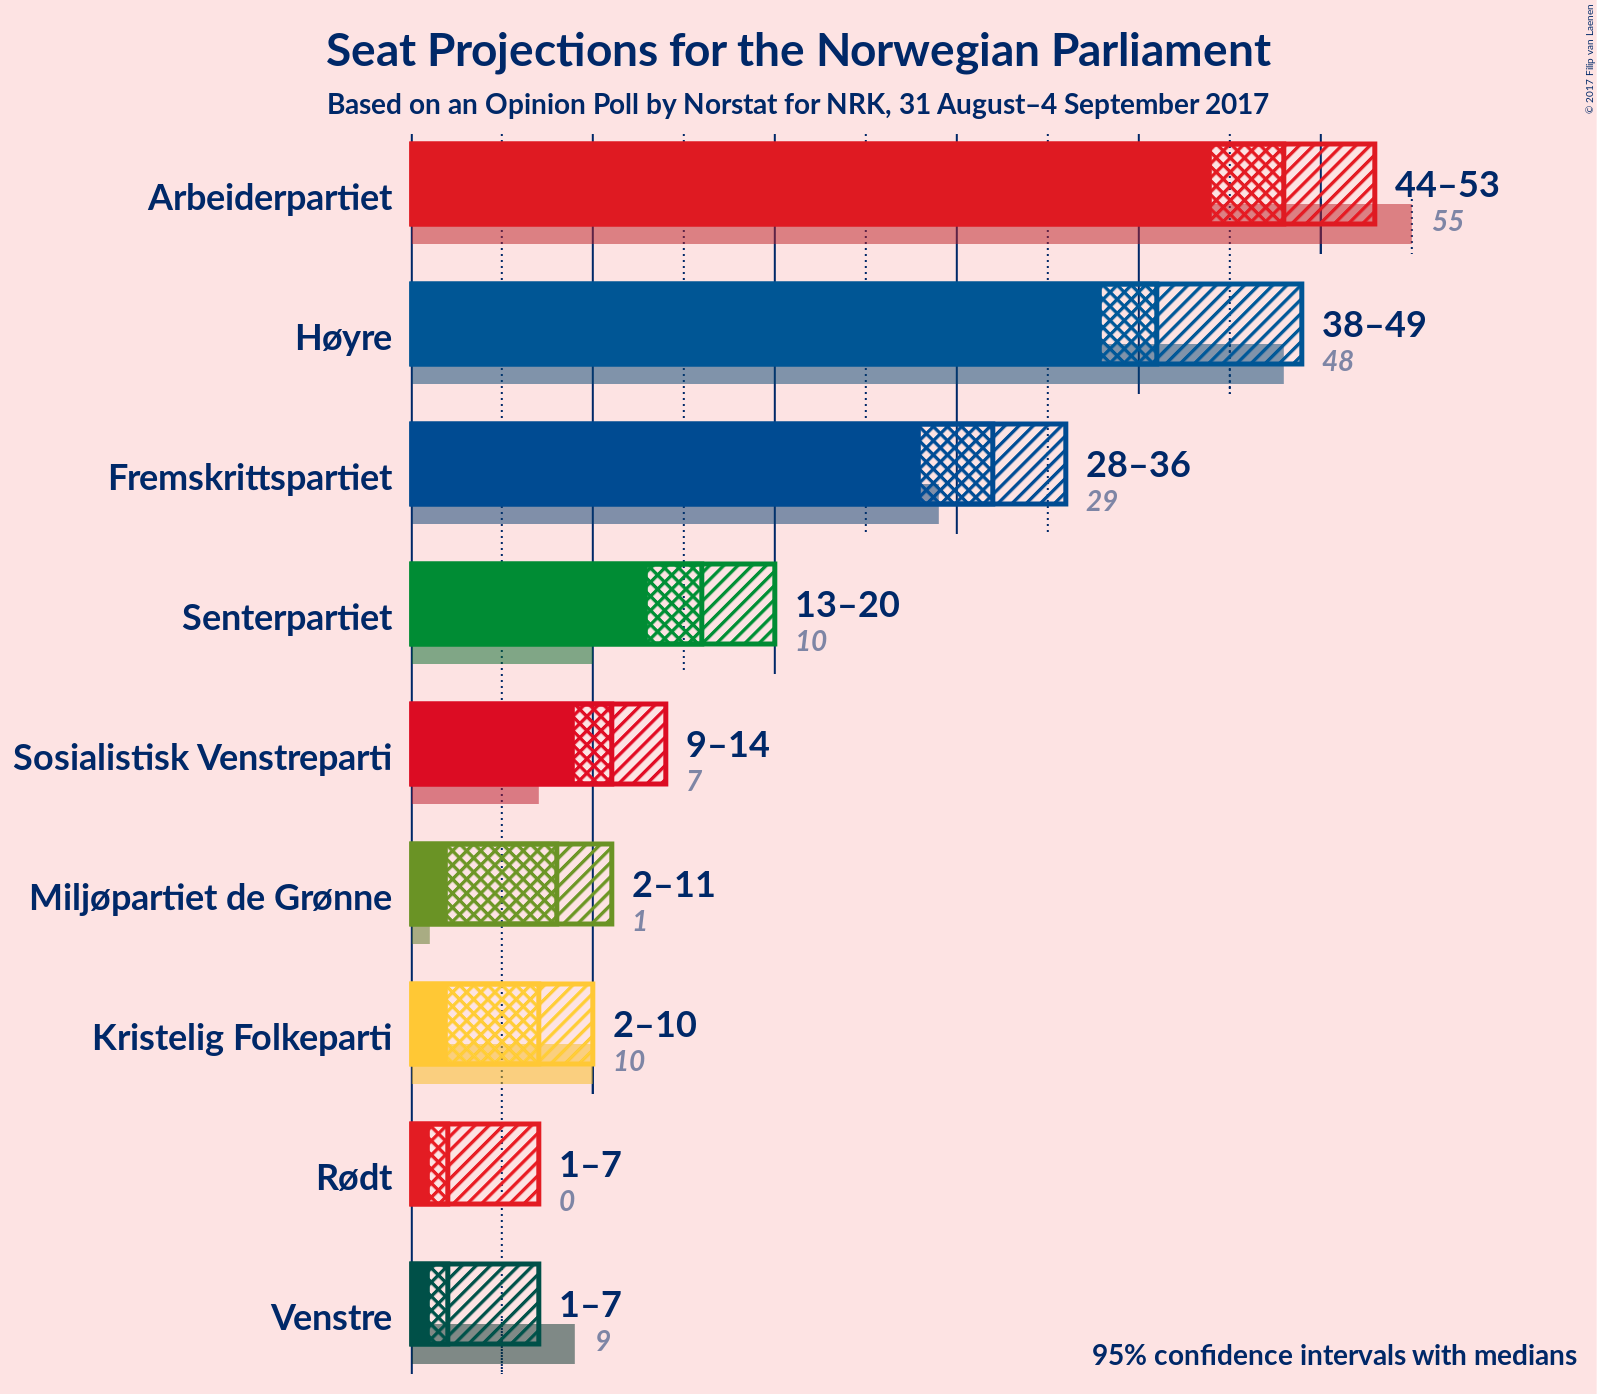 Seat Projections for the Norwegian Parliament
Based on an Opinion Poll by Norstat for NRK, 31 August–4 September 2017
© 2017 Filip van Laenen
Arbeiderpartiet
44–53
55
Høyre
38–49
48
Fremskrittspartiet
28–36
29
Senterpartiet
13–20
10
Sosialistisk Venstreparti
9–14
7
Miljøpartiet de Grønne
2–11
1
Kristelig Folkeparti
2–10
10
Rødt
1–7
0
Venstre
1–7
9
95% confidence intervals with medians